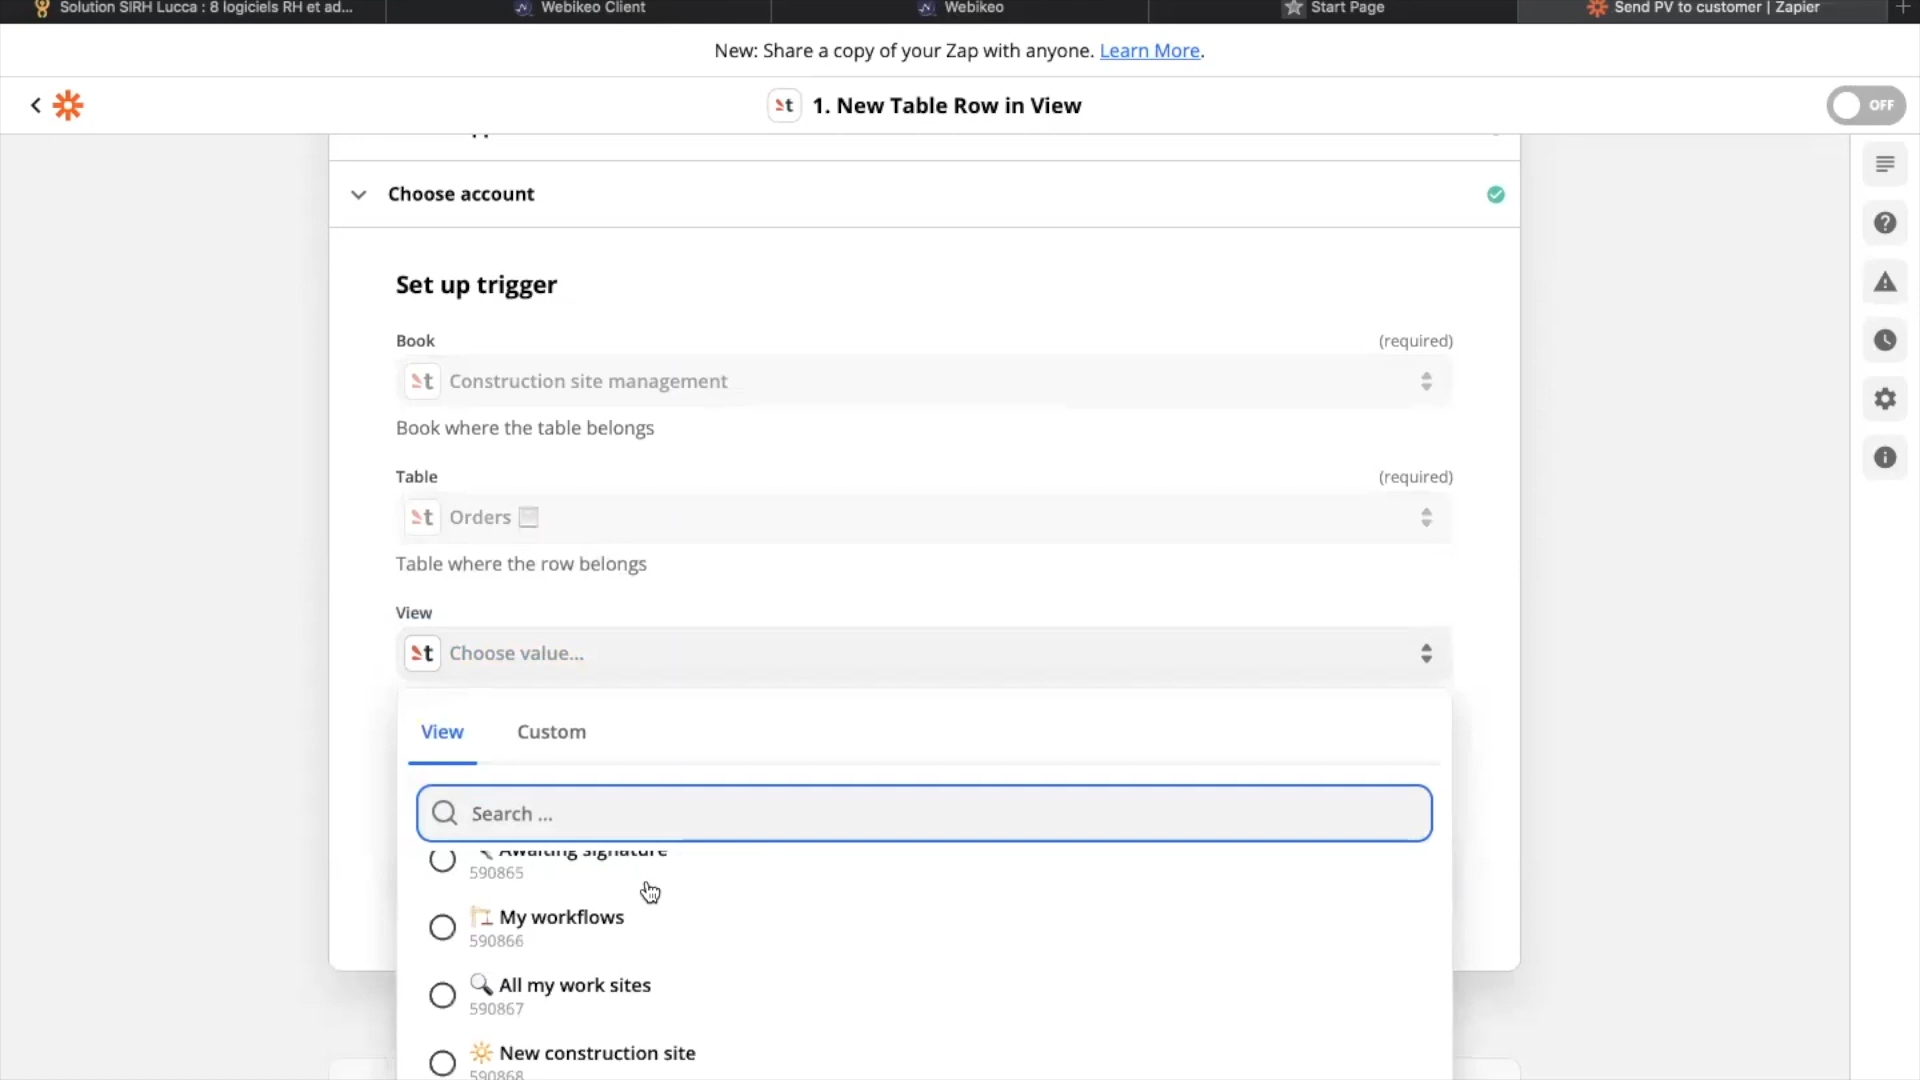 Solution SIRH Lucca : 8 logiciels RH et ad...
Webikeo Client
Webikeo
Start Page
Send PV to customer | Zapier
New: Share a copy of your Zap with anyone. Learn More.
1. New Table Row in View
OFF
Choose account
Set up trigger
Book
(required)
t Construction site management
Book where the table belongs
Table
(required)
t Orders
Table where the row belongs
View
t Choose value...
View
Custom
Search ...
Awaiting signature
590865
My workflows
590866
All my work sites
590867
New construction site
590868